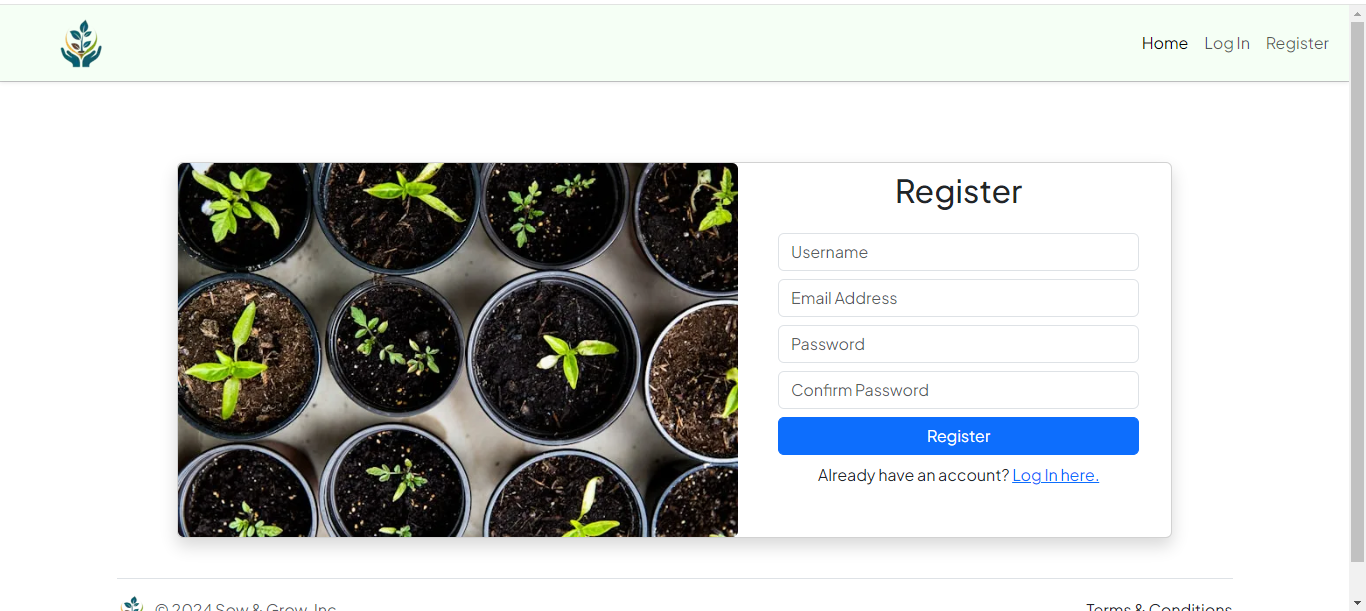 Home Log In Register
Register
Username
Email Address
Password
Confirm Password
Register
Already have an account? Log In here.
© 2024 Sow & Grow, Inc
Terms & Conditions